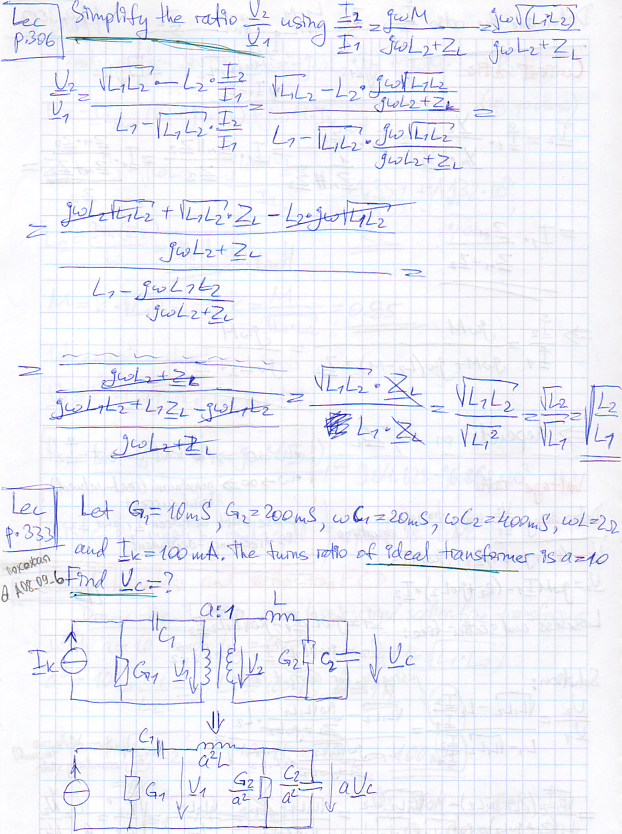 Lec p.306 Simplify the ratio U2/U1 using I2/I1 = jωM/(jωL2+ZL) = jω√(L1L2)/(jωL2+ZL)
U2/U1 = (√L1L2 - L2·I2/I1)/(L1-√L1L2·I2/I1) = (√L1L2 - L2·jω√L1L2/(jωL2+ZL))/(L1-√L1L2·jω√L1L2/(jωL2+ZL)) =
= ((jωL2√L1L2 + √L1L2·ZL - L2·jω√L1L2)/(jωL2+ZL))/(L1 - jωL1L2/(jωL2+ZL)) =
= (/(jωL2+ZL))/((jωL1L2+L1ZL-jωL1L2)/(jωL2+ZL)) = √L1L2·ZL/(L1·ZL) = √L1L2/√L1² = √L2/√L1 = √(L2/L1)
Lec p.333 Let G1=10mS, G2=200mS, ωC1=20mS, ωC2=400mS, ωL=2Ω
and Ik=100mA. The turns ratio of ideal transformer is a=10
Find Uc=?
a:1 L
C1
Ik G1 U1 U2 G2 C2 Uc
⇓
C1 a²L
G1 U1 G2/a² C2/a² aUc